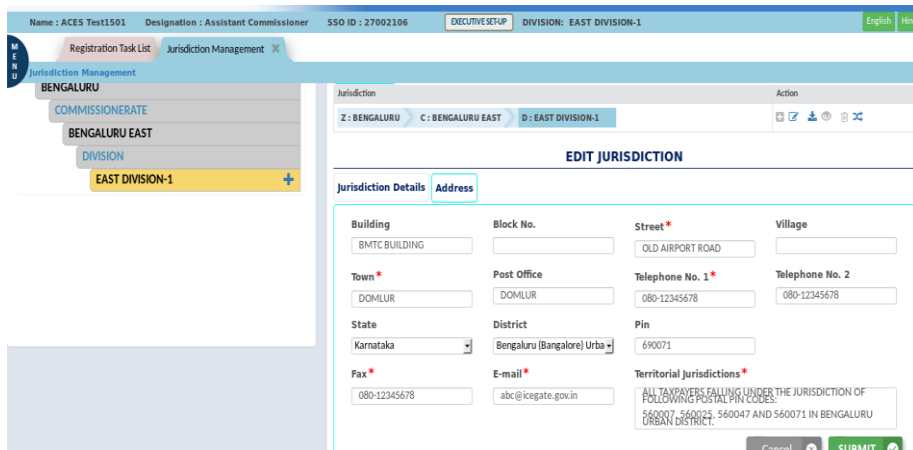 Name : ACES Test1501 Designation : Assistant Commissioner SSO ID : 27002106 EXECUTIVE SET-UP DIVISION: EAST DIVISION-1 English
MENU
Registration Task List Jurisdiction Management X
Jurisdiction Management
BENGALURU
COMMISSIONERATE
BENGALURU EAST
DIVISION
EAST DIVISION-1 +
Jurisdiction Action
Z : BENGALURU C : BENGALURU EAST D : EAST DIVISION-1
EDIT JURISDICTION
Jurisdiction Details Address
Building Block No. Street* Village
BMTC BUILDING OLD AIRPORT ROAD
Town* Post Office Telephone No. 1* Telephone No. 2
DOMLUR DOMLUR 080-12345678 080-12345678
State District Pin
Karnataka Bengaluru (Bangalore) Urba 690071
Fax* E-mail* Territorial Jurisdictions*
080-12345678 abc@icegate.gov.in ALL TAXPAYERS FALLING UNDER THE JURISDICTION OF
FOLLOWING POSTAL PIN CODES:
560007, 560025, 560047 AND 560071 IN BENGALURU
URBAN DISTRICT.
Cancel SUBMIT